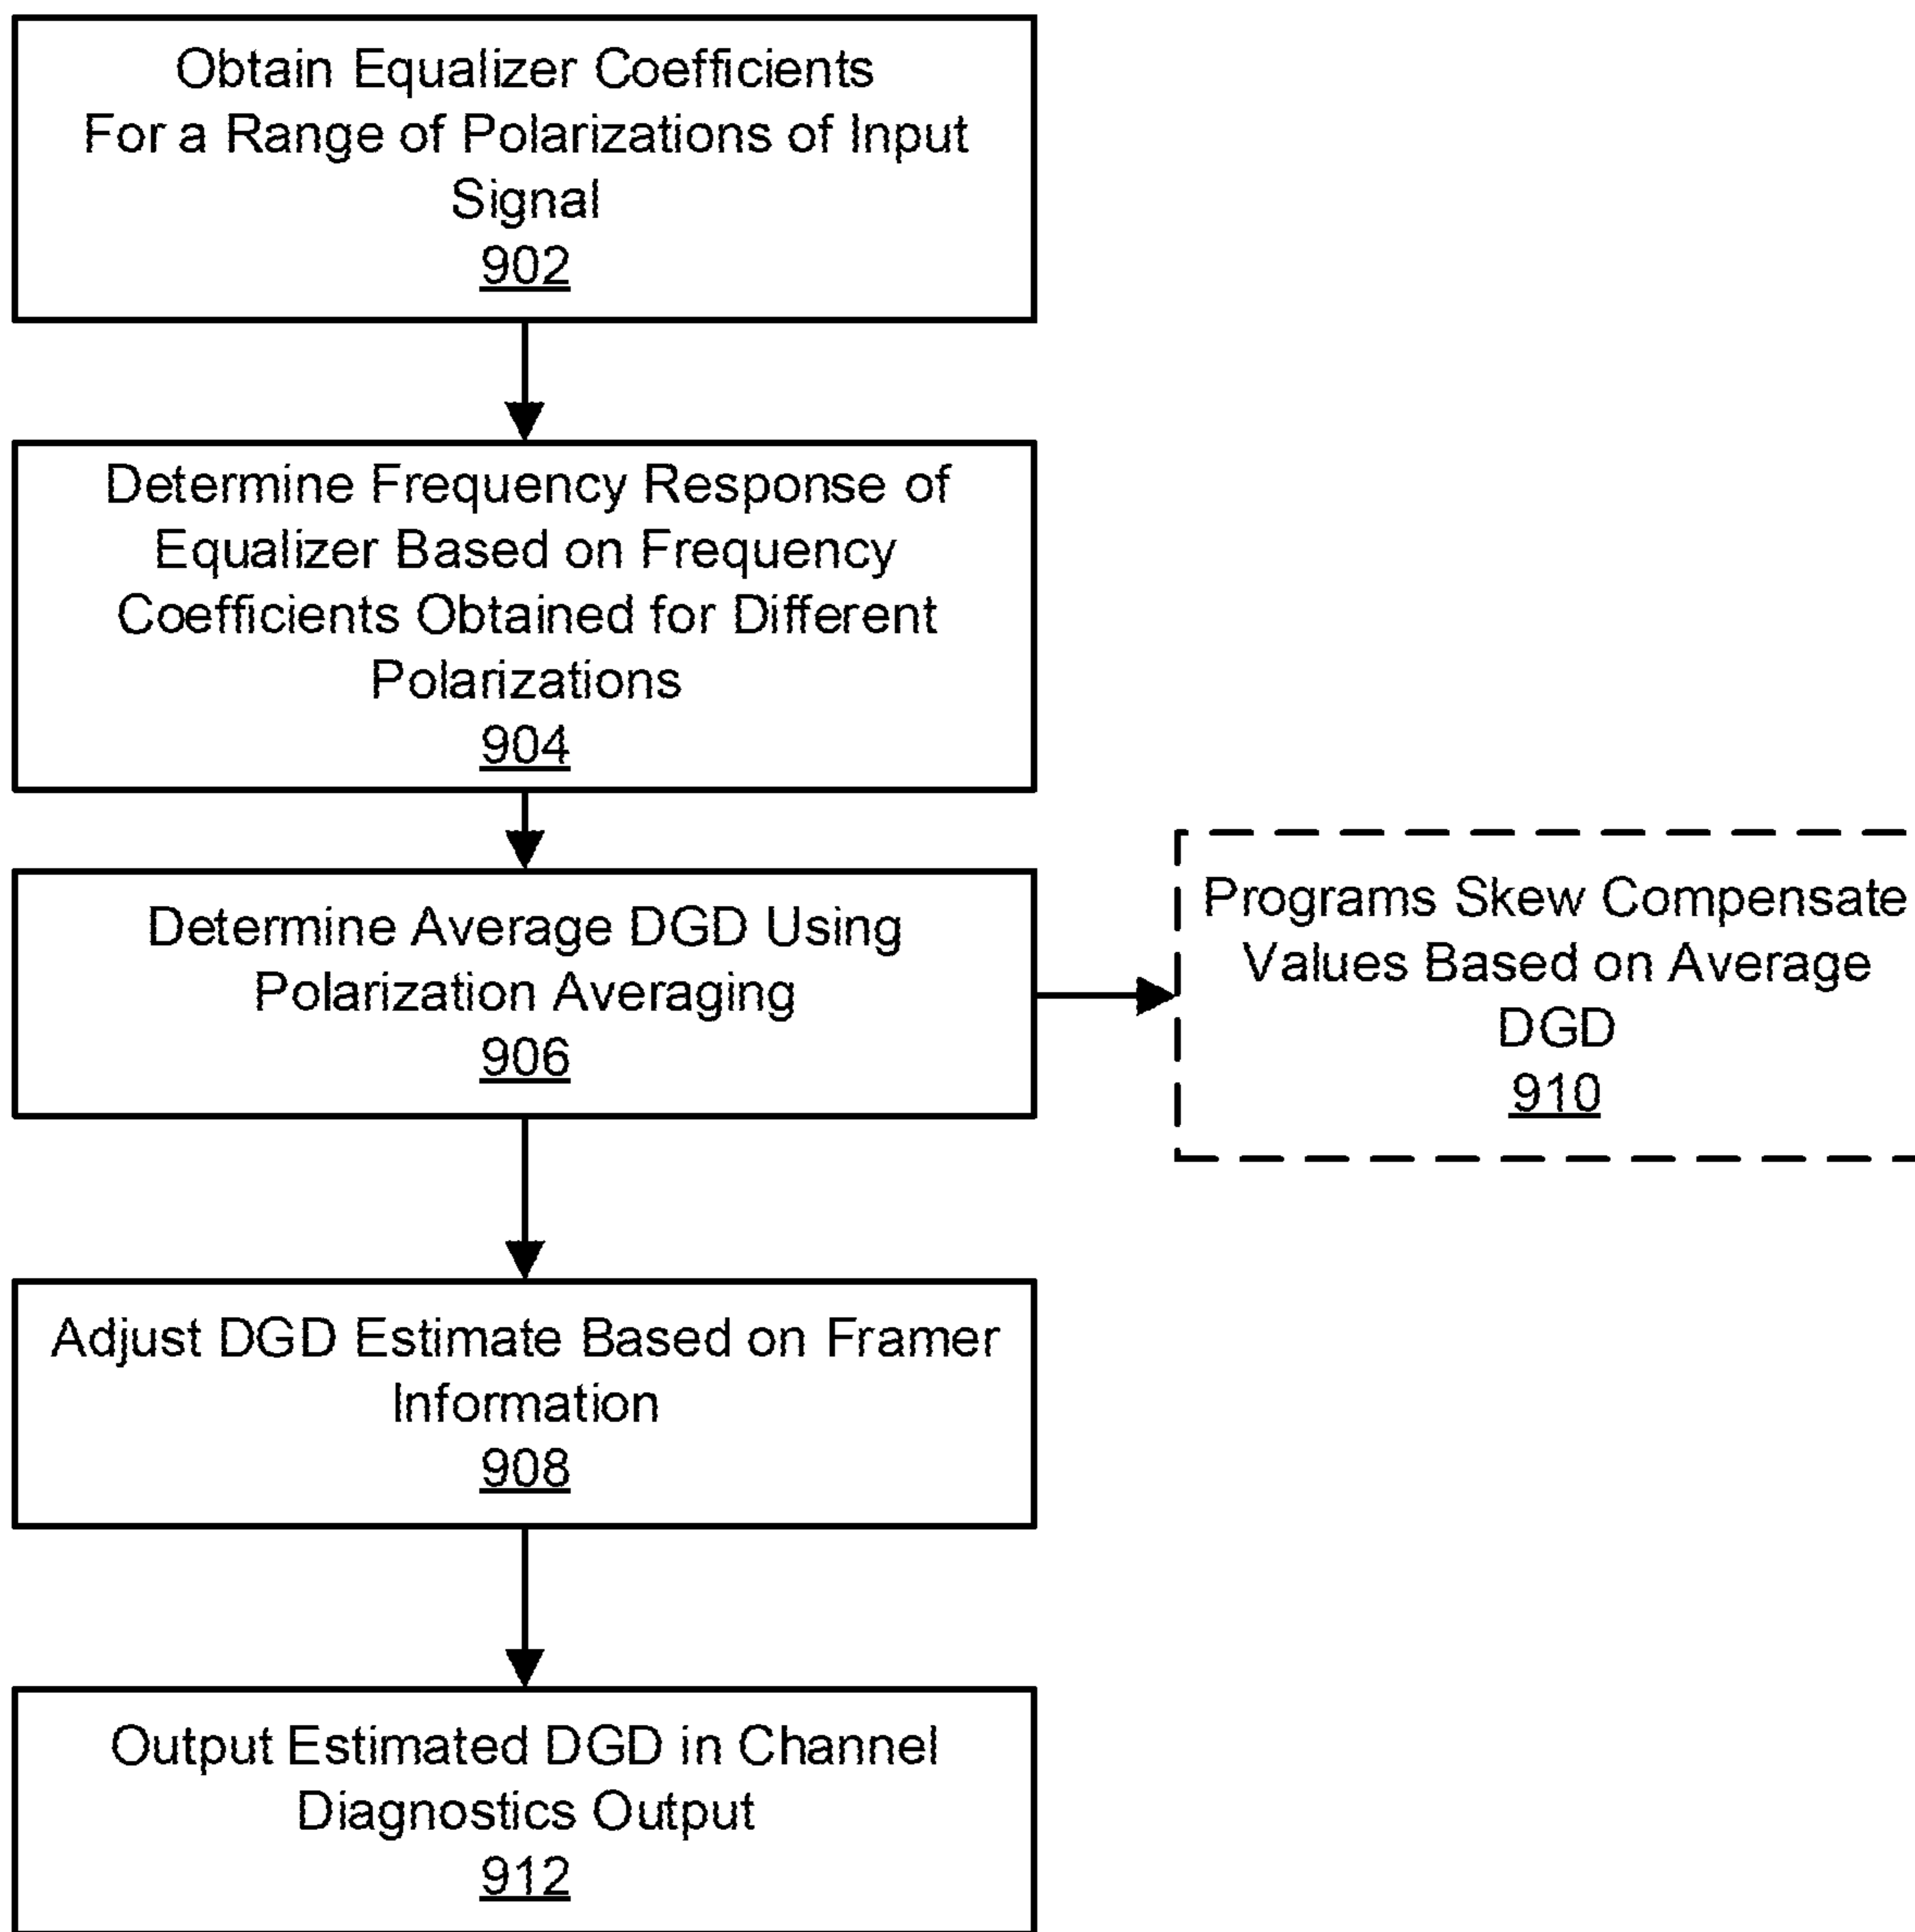 Obtain Equalizer Coefficients
For a Range of Polarizations of Input
Signal
902
Determine Frequency Response of
Equalizer Based on Frequency
Coefficients Obtained for Different
Polarizations
904
Determine Average DGD Using
Polarization Averaging
906
Programs Skew Compensate
Values Based on Average
DGD
910
Adjust DGD Estimate Based on Framer
Information
908
Output Estimated DGD in Channel
Diagnostics Output
912